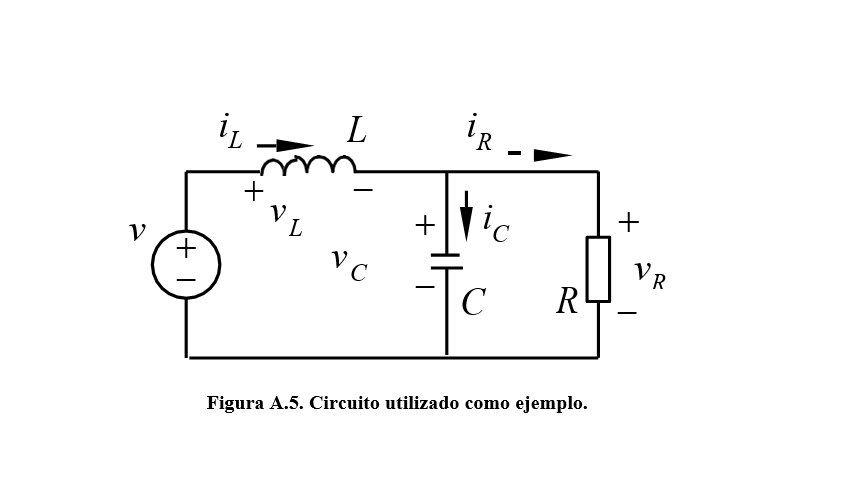 i_L L i_R -
+ v_L −
v + −
v_C + − i_C C
R + v_R −
Figura A.5. Circuito utilizado como ejemplo.